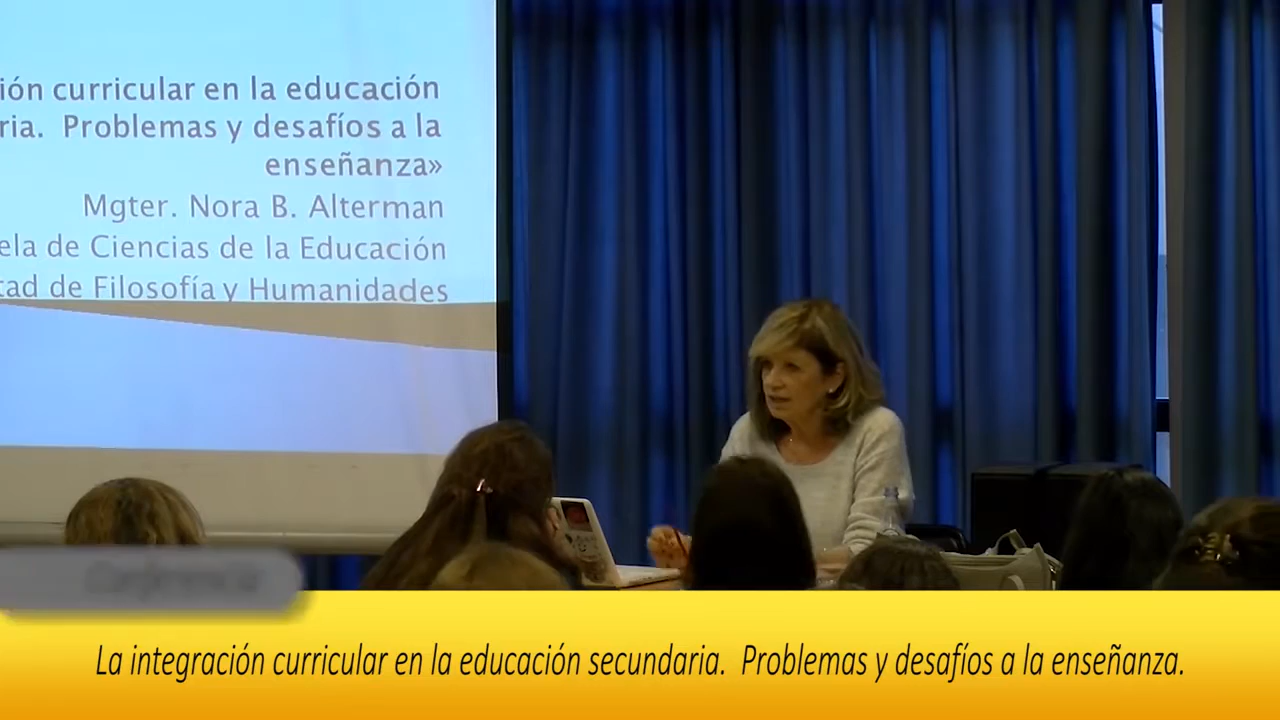 ión curricular en la educación
ria. Problemas y desafíos a la
enseñanza»
Mgter. Nora B. Alterman
ela de Ciencias de la Educación
tad de Filosofía y Humanidades
Conferencia
La integración curricular en la educación secundaria. Problemas y desafíos a la enseñanza.